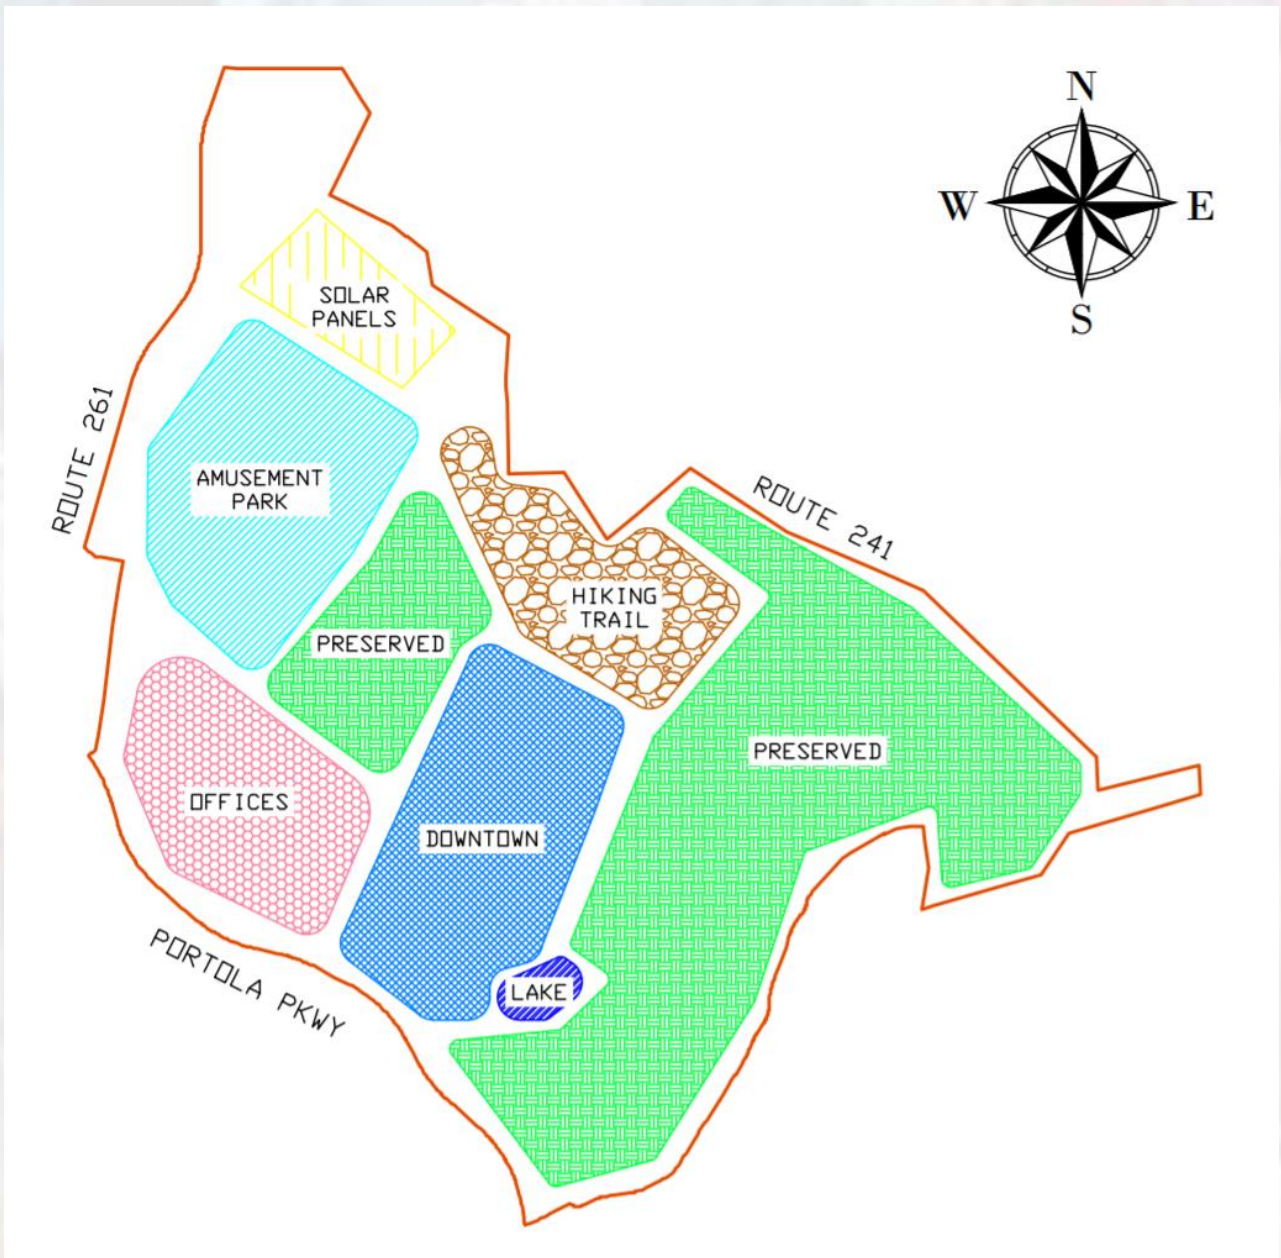 N
W
E
S
SOLAR
PANELS
ROUTE 261
AMUSEMENT
PARK
ROUTE 241
HIKING
TRAIL
PRESERVED
PRESERVED
OFFICES
DOWNTOWN
PORTOLA PKWY
LAKE